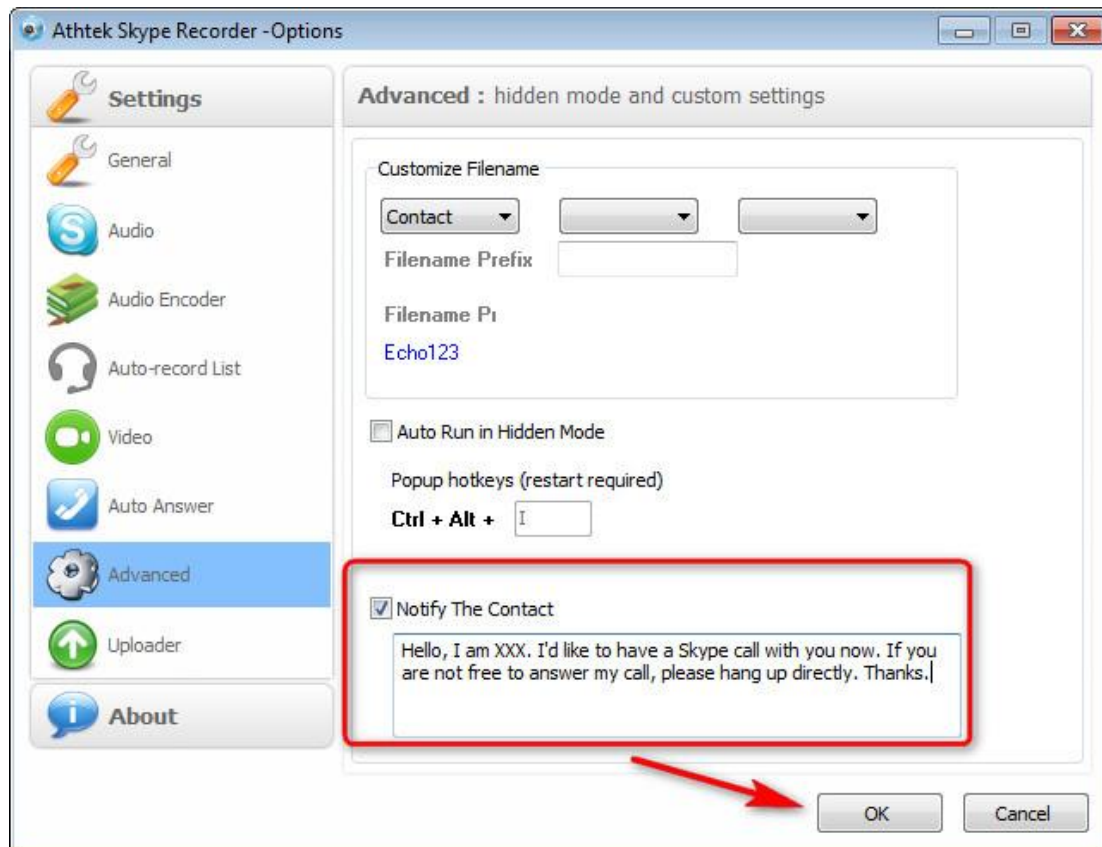 Athtek Skype Recorder -Options
Settings
General
Audio
Audio Encoder
Auto-record List
Video
Auto Answer
Advanced
Uploader
About
Advanced : hidden mode and custom settings
Customize Filename
Contact
Filename Prefix
Filename Pr
Echo123
Auto Run in Hidden Mode
Popup hotkeys (restart required)
Ctrl + Alt + I
Notify The Contact
Hello, I am XXX. I'd like to have a Skype call with you now. If you
are not free to answer my call, please hang up directly. Thanks.
OK Cancel